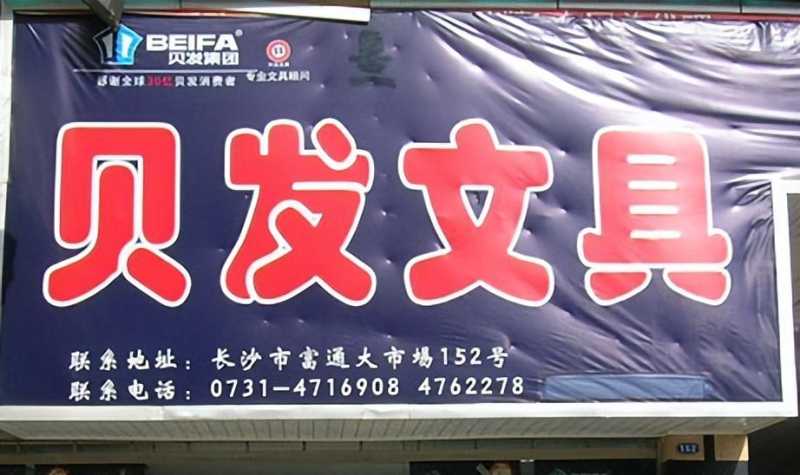 BEIFA
贝发集团
感谢全球30亿贝发消费者
专业文具顾问
贝发文具
联系地址：长沙市富通大市場152号
联系电话：0731-4716908 4762278
152